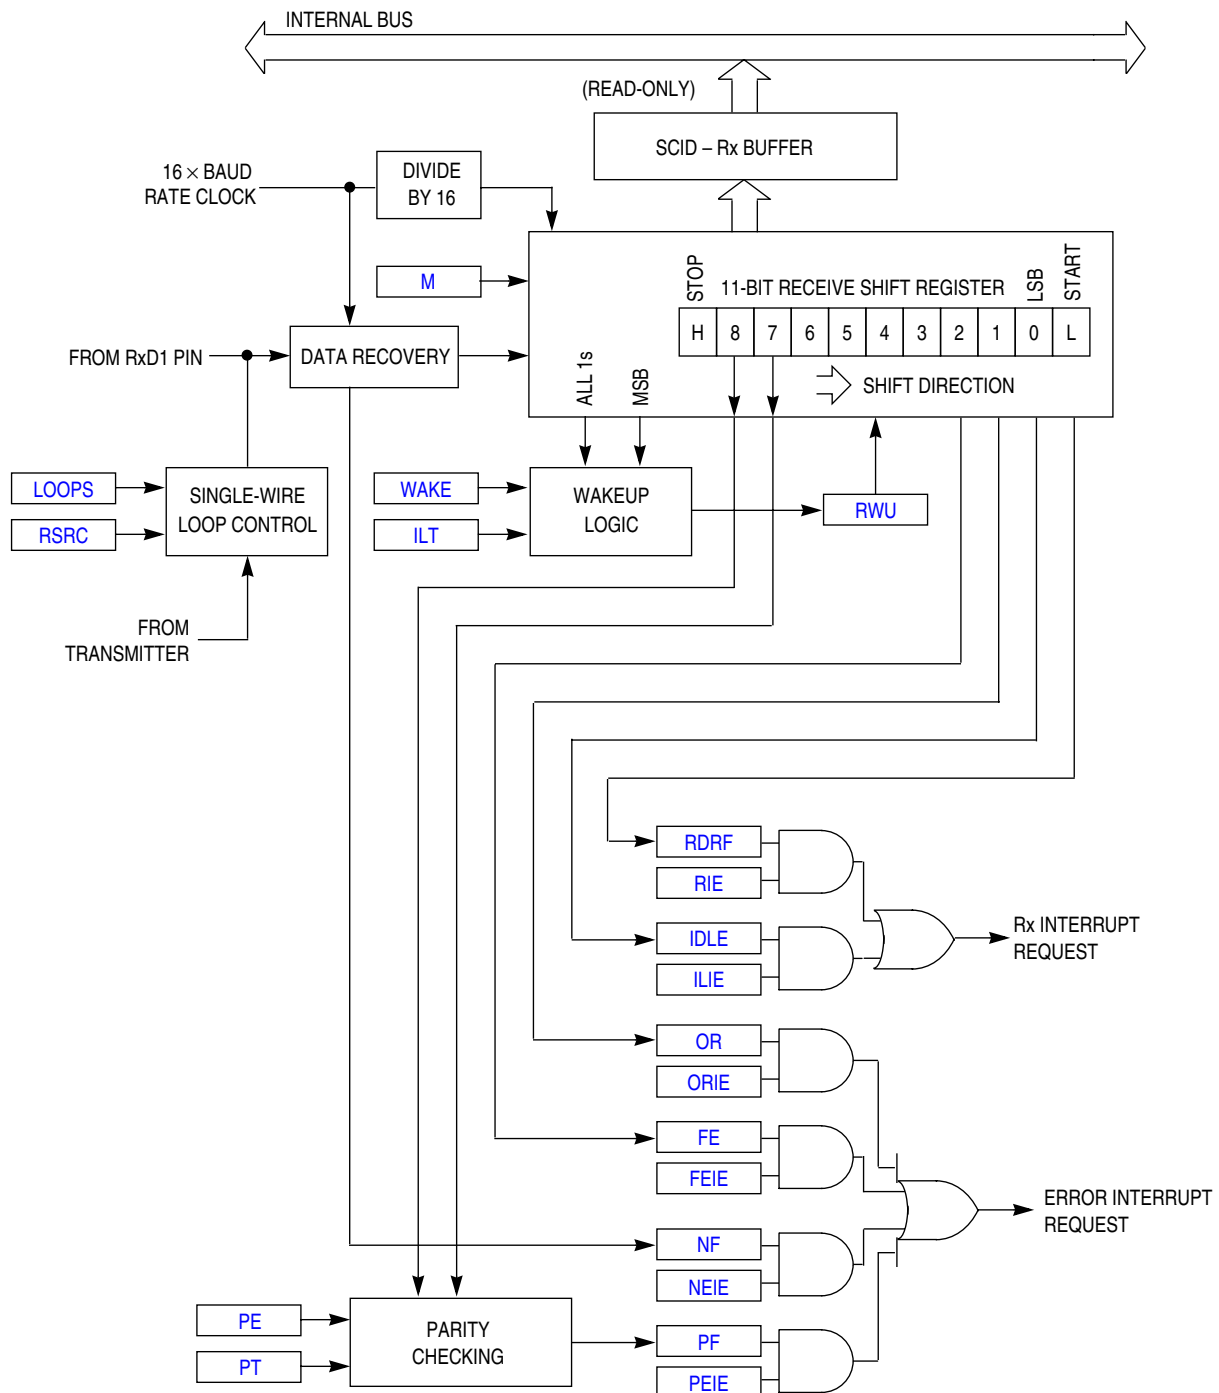 INTERNAL BUS
(READ-ONLY)
SCID – Rx BUFFER
16 × BAUD
RATE CLOCK
DIVIDE
BY 16
M
STOP
11-BIT RECEIVE SHIFT REGISTER
LSB
START
H 8 7 6 5 4 3 2 1 0 L
FROM RxD1 PIN
DATA RECOVERY
ALL 1s
MSB
SHIFT DIRECTION
LOOPS
RSRC
SINGLE-WIRE
LOOP CONTROL
WAKE
ILT
WAKEUP
LOGIC
RWU
FROM
TRANSMITTER
RDRF
RIE
IDLE
ILIE
Rx INTERRUPT
REQUEST
OR
ORIE
FE
FEIE
ERROR INTERRUPT
REQUEST
NF
NEIE
PE
PT
PARITY
CHECKING
PF
PEIE